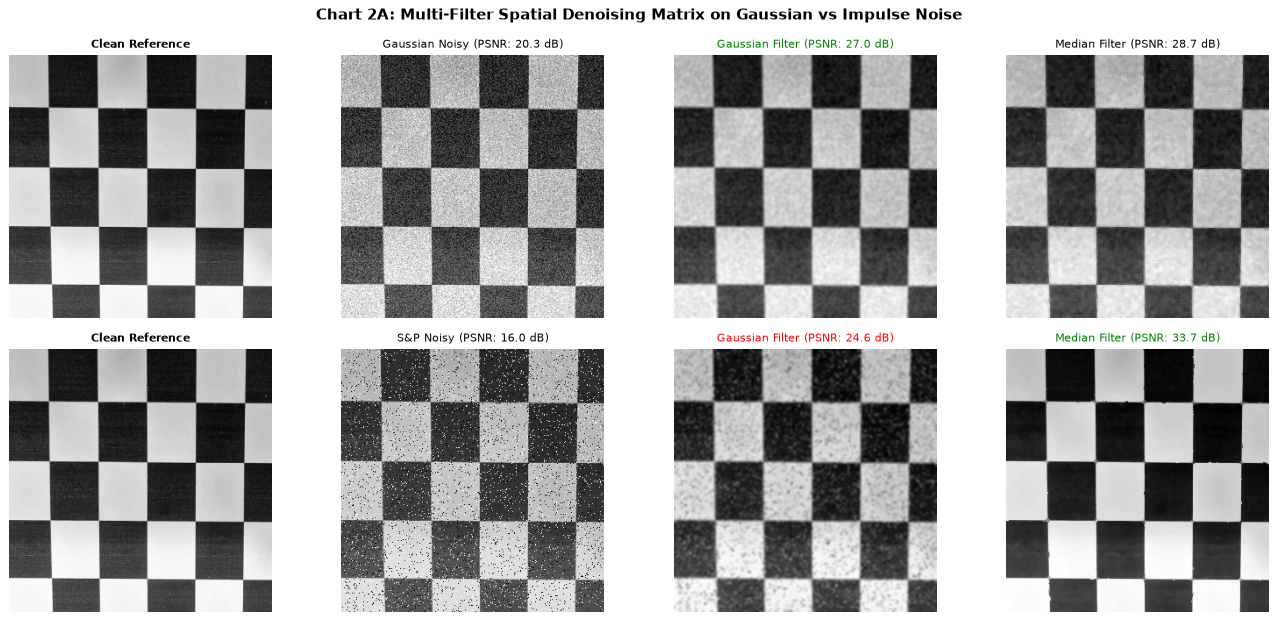 Chart 2A: Multi-Filter Spatial Denoising Matrix on Gaussian vs Impulse Noise
Clean Reference
Gaussian Noisy (PSNR: 20.3 dB)
Gaussian Filter (PSNR: 27.0 dB)
Median Filter (PSNR: 28.7 dB)
Clean Reference
S&P Noisy (PSNR: 16.0 dB)
Gaussian Filter (PSNR: 24.6 dB)
Median Filter (PSNR: 33.7 dB)